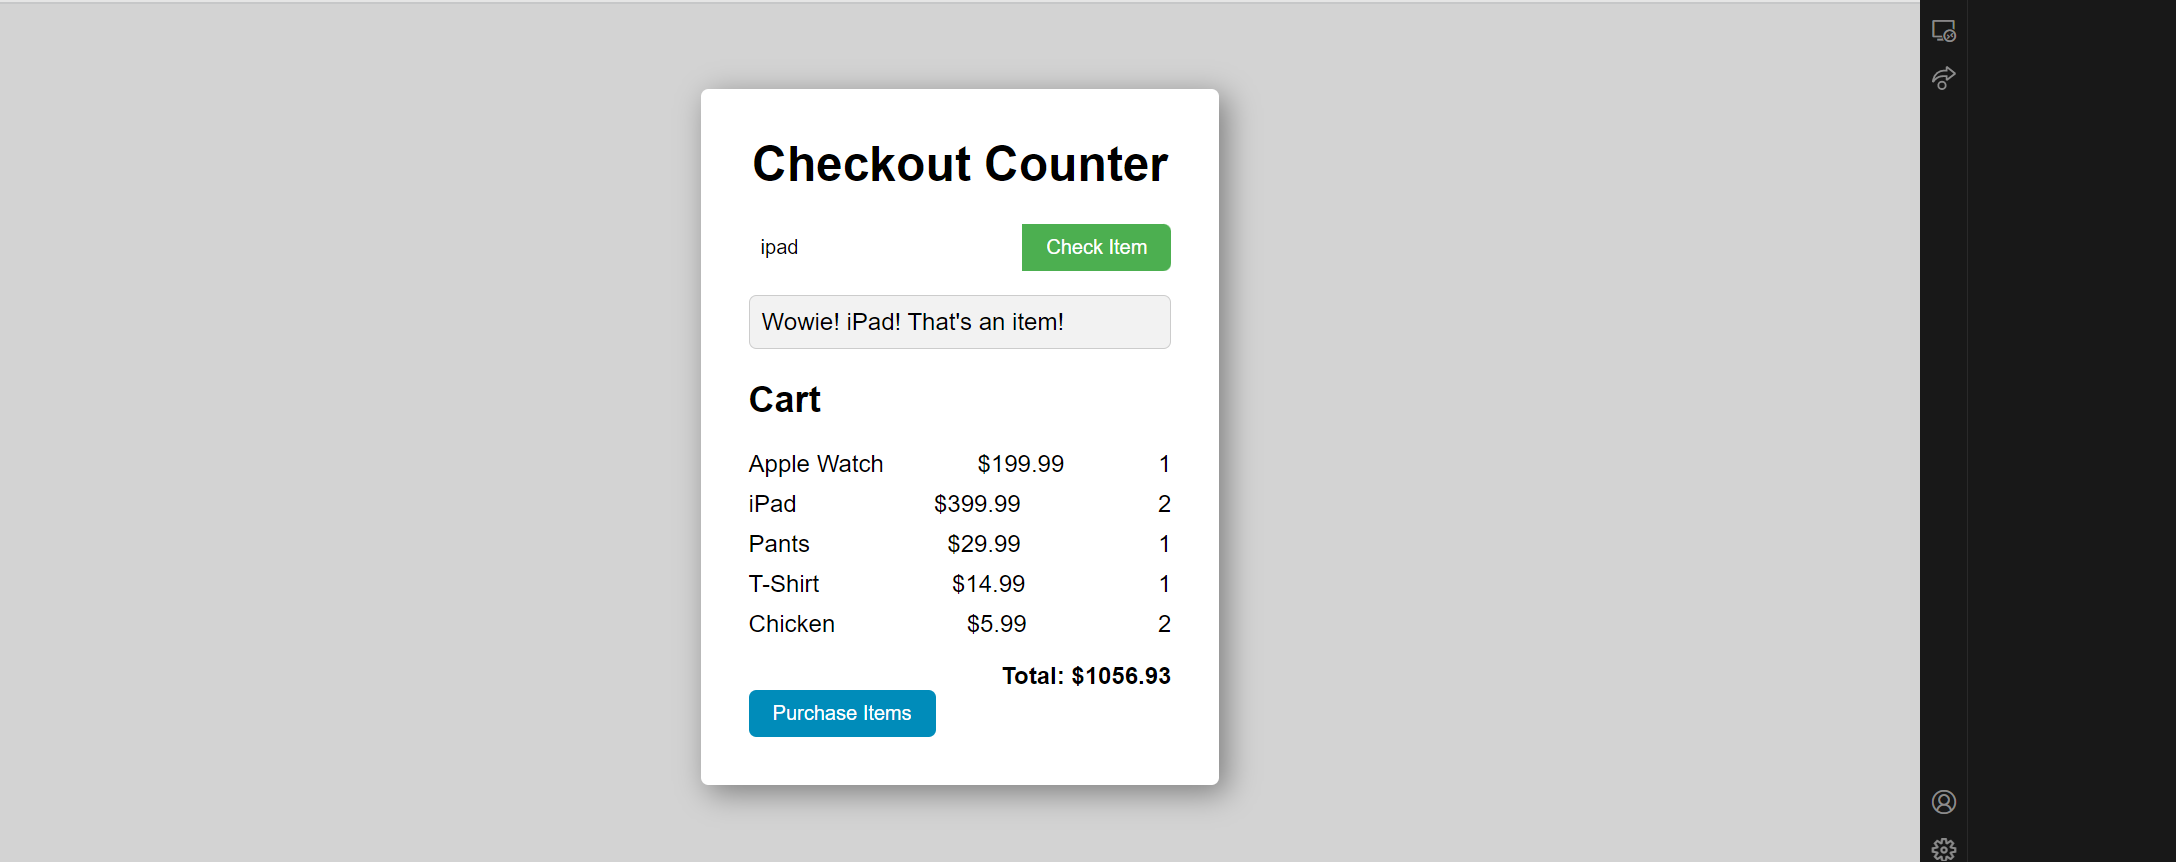 Checkout Counter
ipad
Check Item
Wowie! iPad! That's an item!
Cart
Apple Watch $199.99 1
iPad $399.99 2
Pants $29.99 1
T-Shirt $14.99 1
Chicken $5.99 2
Total: $1056.93
Purchase Items